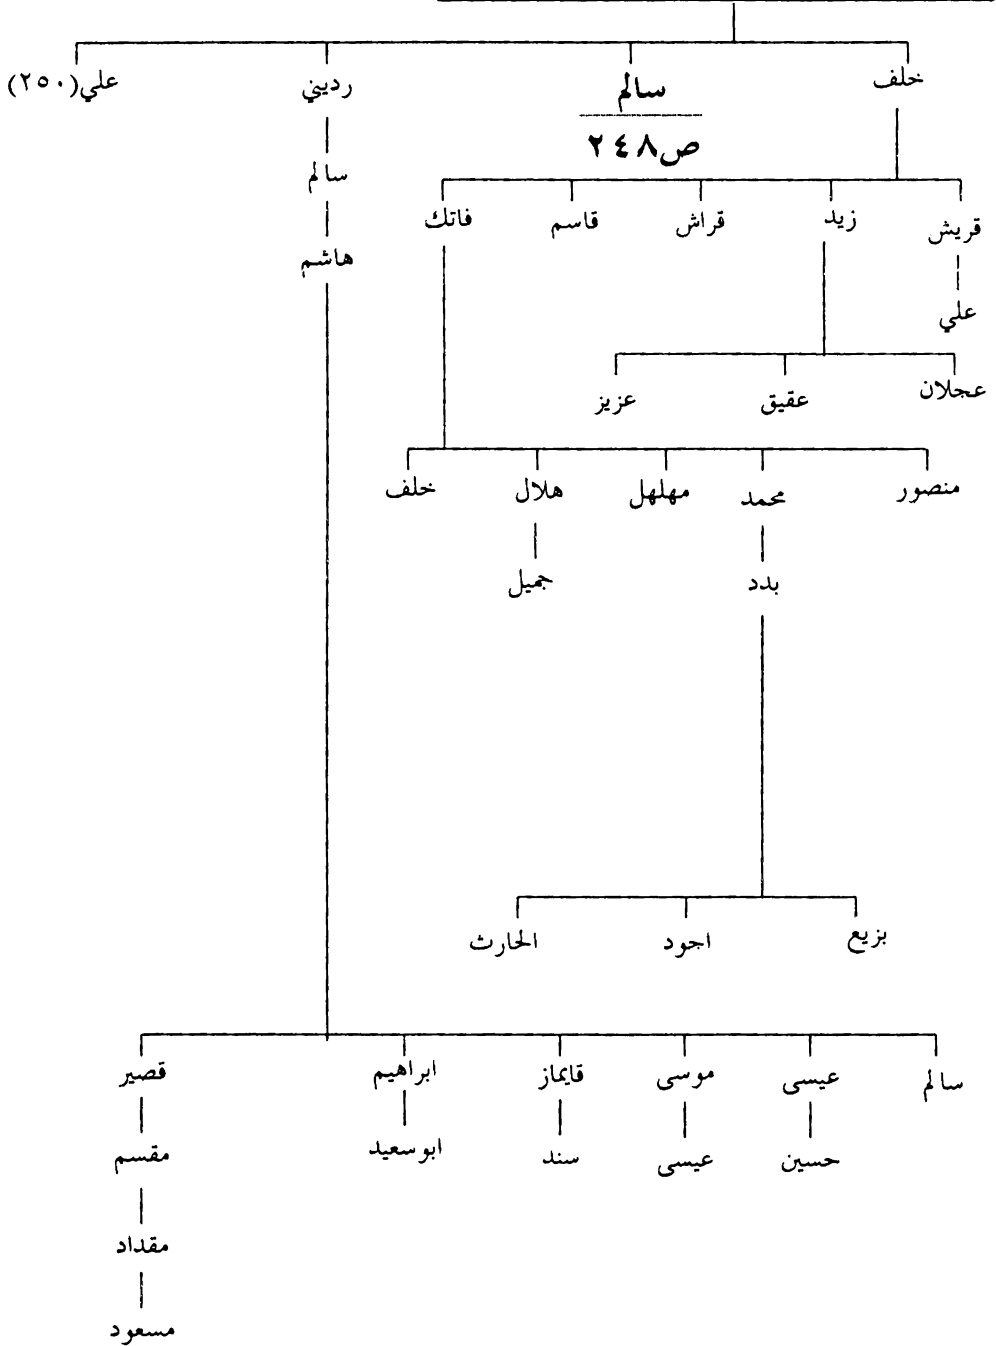 خلف
سالم
رديني
علي(٢٥٠)
ص٢٤٨
سالم
هاشم
قريش
زيد
قراش
قاسم
فاتك
علي
عجلان
عقيق
عزيز
منصور
محمد
مهلهل
هلال
خلف
بدد
جميل
بزيع
اجود
الحارث
سالم
عيسى
موسى
قايماز
ابراهيم
قصير
حسين
عيسى
سند
ابو سعيد
مقسم
مقداد
مسعود